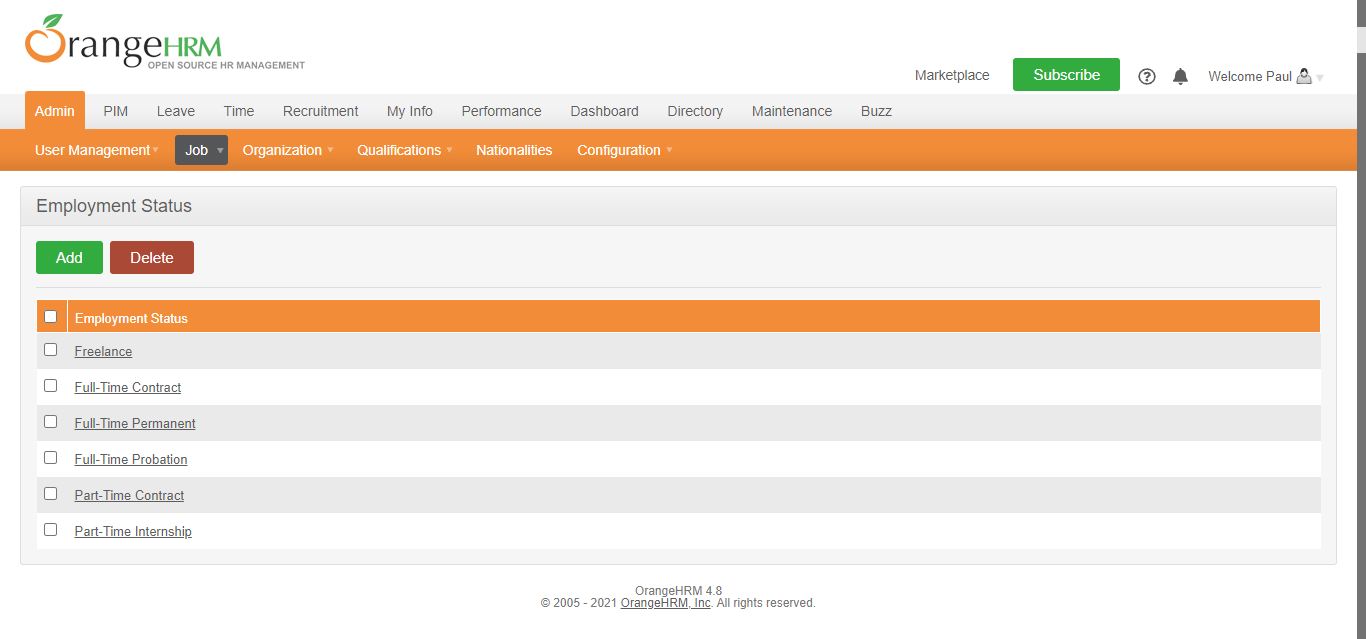 OrangeHRM
OPEN SOURCE HR MANAGEMENT
Marketplace Subscribe Welcome Paul
Admin PIM Leave Time Recruitment My Info Performance Dashboard Directory Maintenance Buzz
User Management Job Organization Qualifications Nationalities Configuration
Employment Status
Add Delete
Employment Status
Freelance
Full-Time Contract
Full-Time Permanent
Full-Time Probation
Part-Time Contract
Part-Time Internship
OrangeHRM 4.8
© 2005 - 2021 OrangeHRM, Inc. All rights reserved.